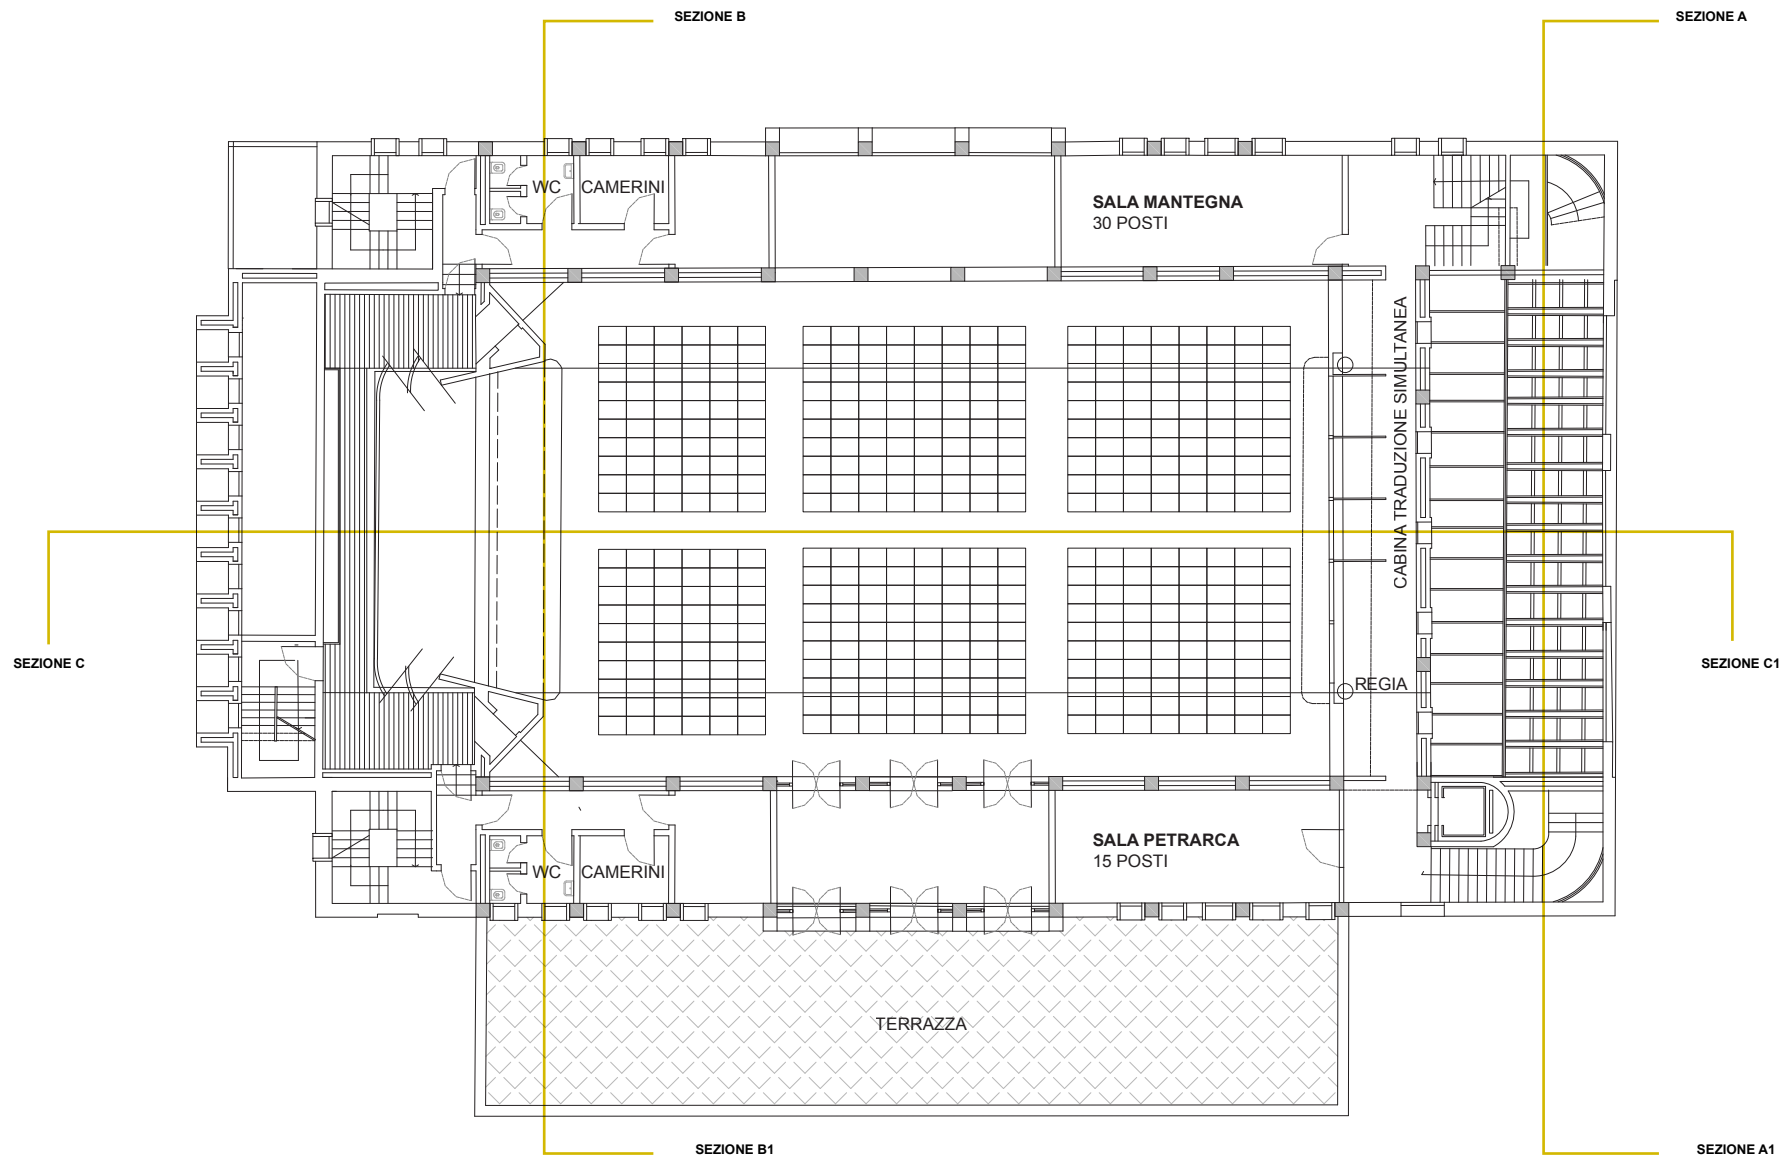 SEZIONE B
SEZIONE A
WC
CAMERINI
SALA MANTEGNA
30 POSTI
CABINA TRADUZIONE SIMULTANEA
SEZIONE C
SEZIONE C1
REGIA
SALA PETRARCA
15 POSTI
WC
CAMERINI
TERRAZZA
SEZIONE B1
SEZIONE A1